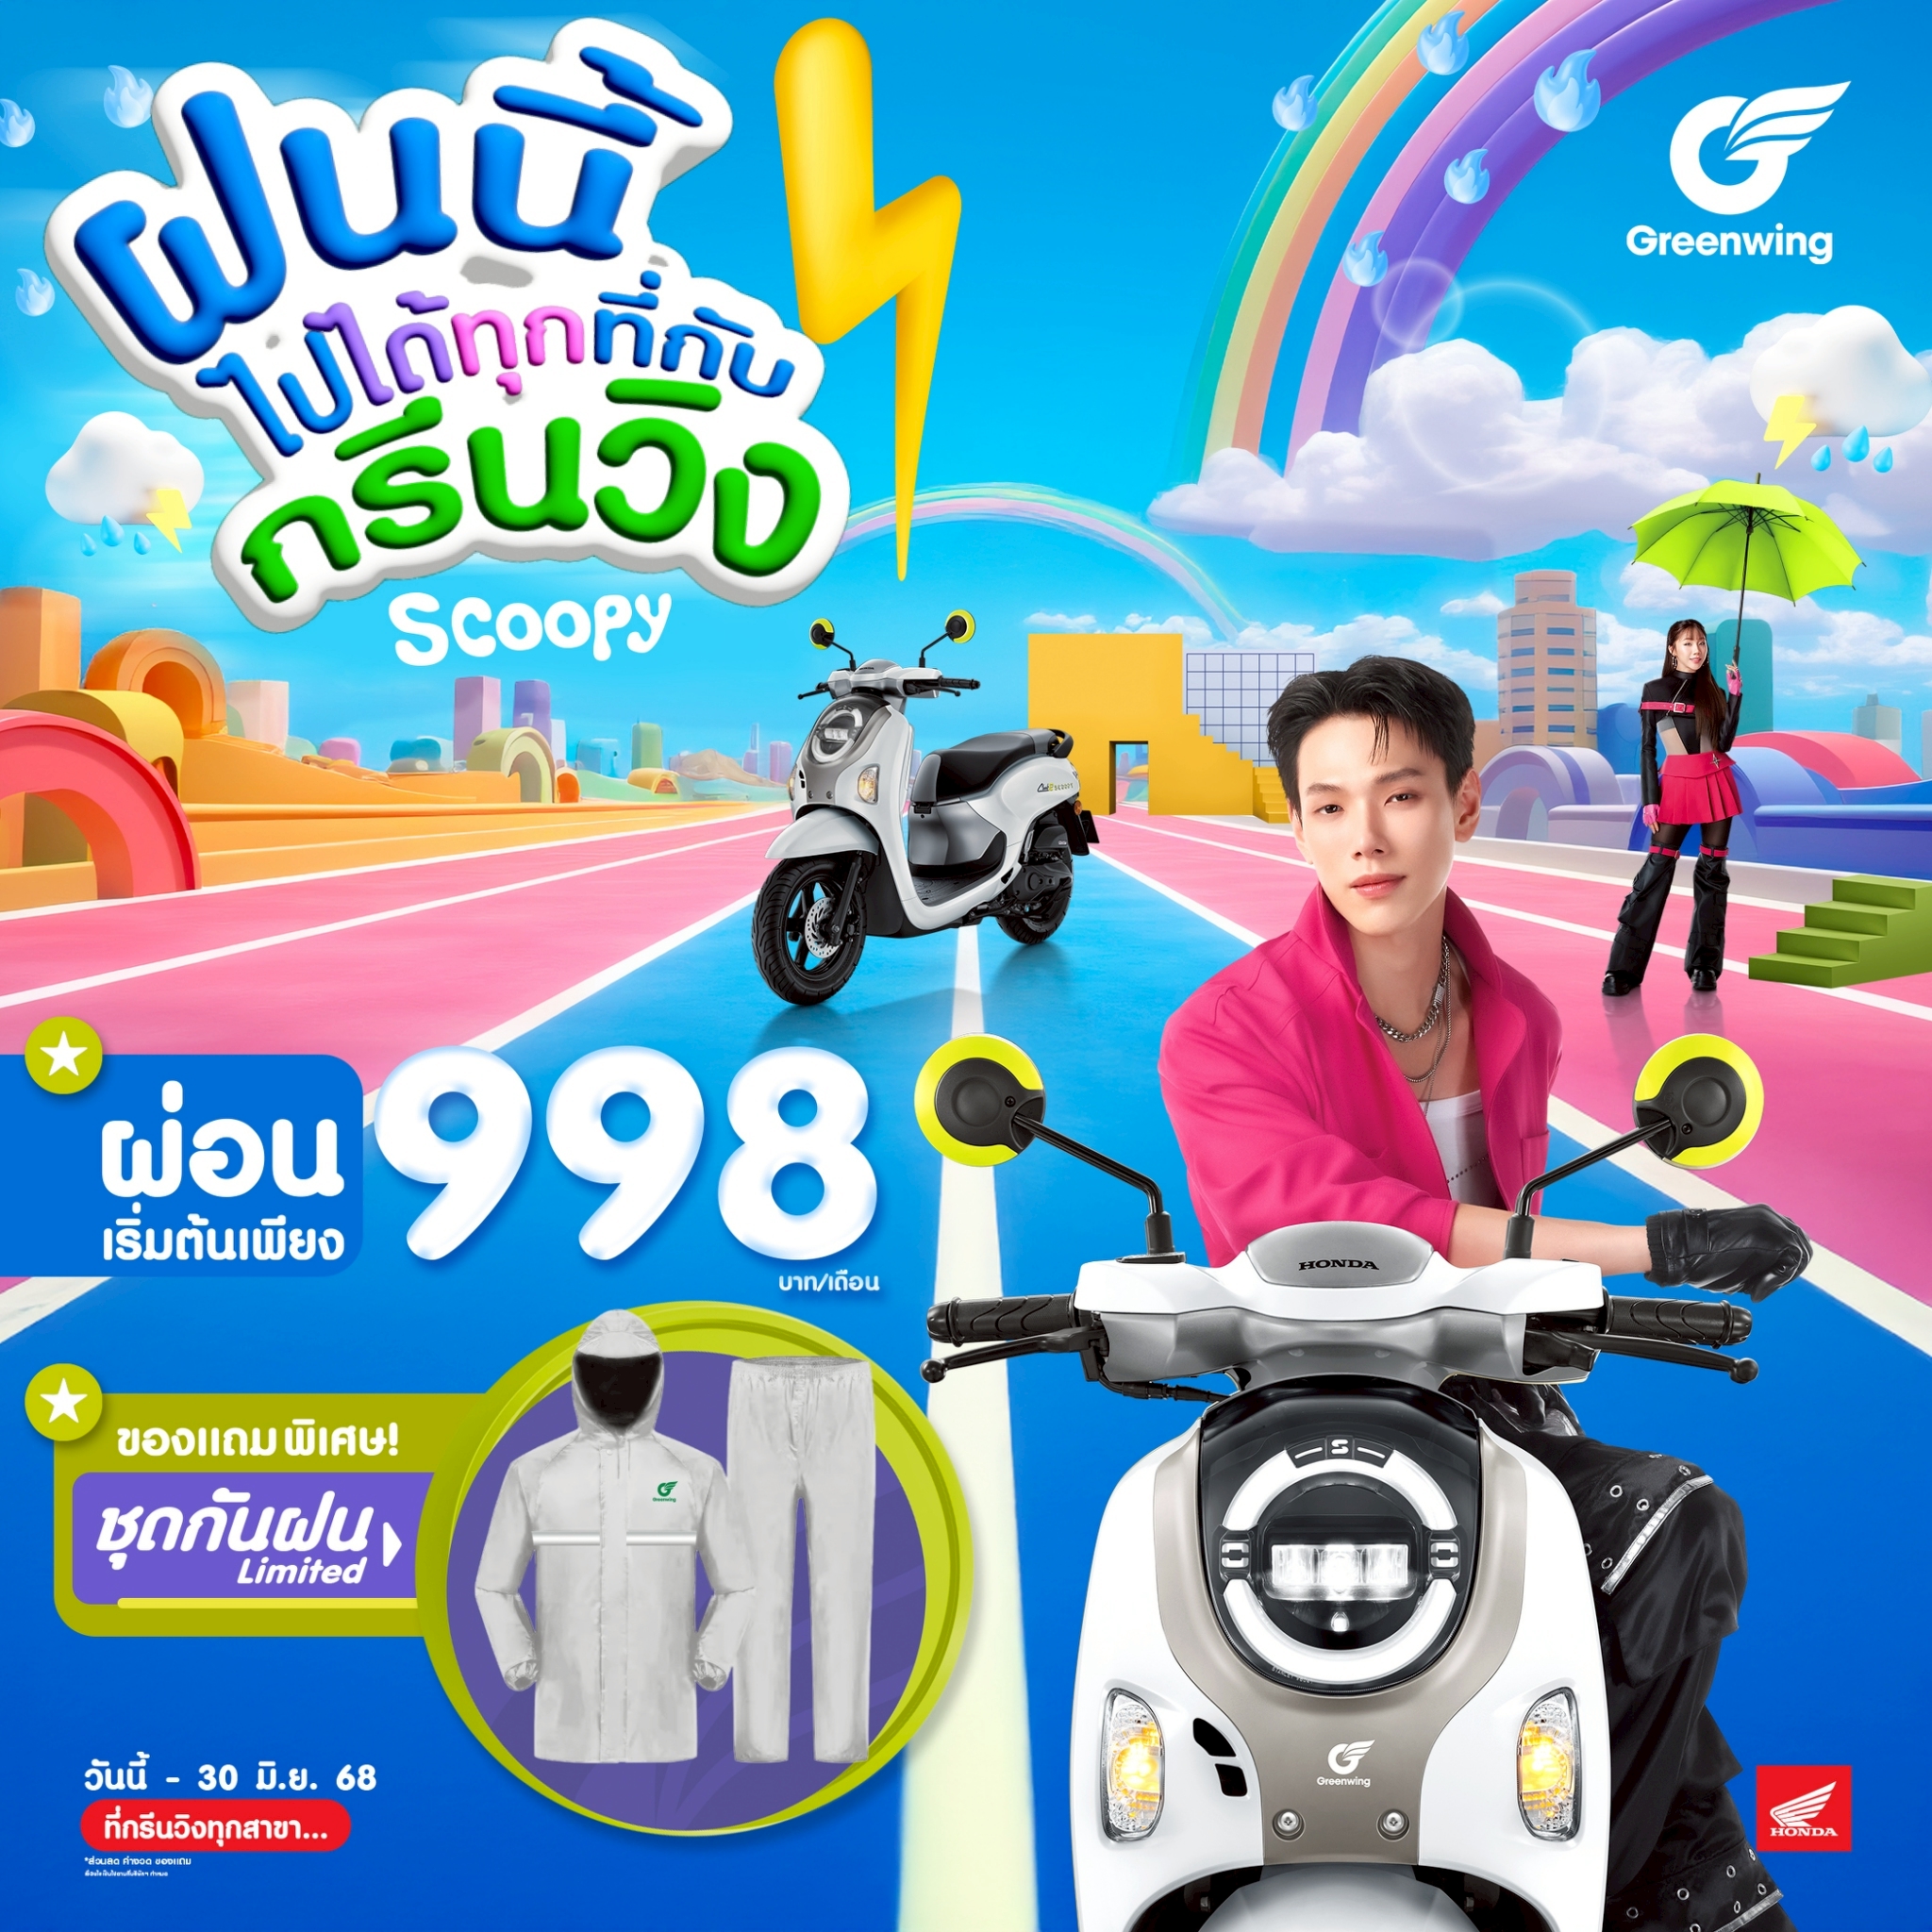 ฝนนี้
ไปได้ทุกที่กับ
กรีนวิง
Scoopy
Greenwing
Club12 SCOOPY
ผ่อน
เริ่มต้นเพียง
998
บาท/เดือน
ของแถมพิเศษ!
ชุดกันฝน
Limited
Greenwing
HONDA
S
Greenwing
วันนี้ - 30 มิ.ย. 68
ที่กรีนวิงทุกสาขา...
*ส่วนลด ค่างวด ของแถม
HONDA